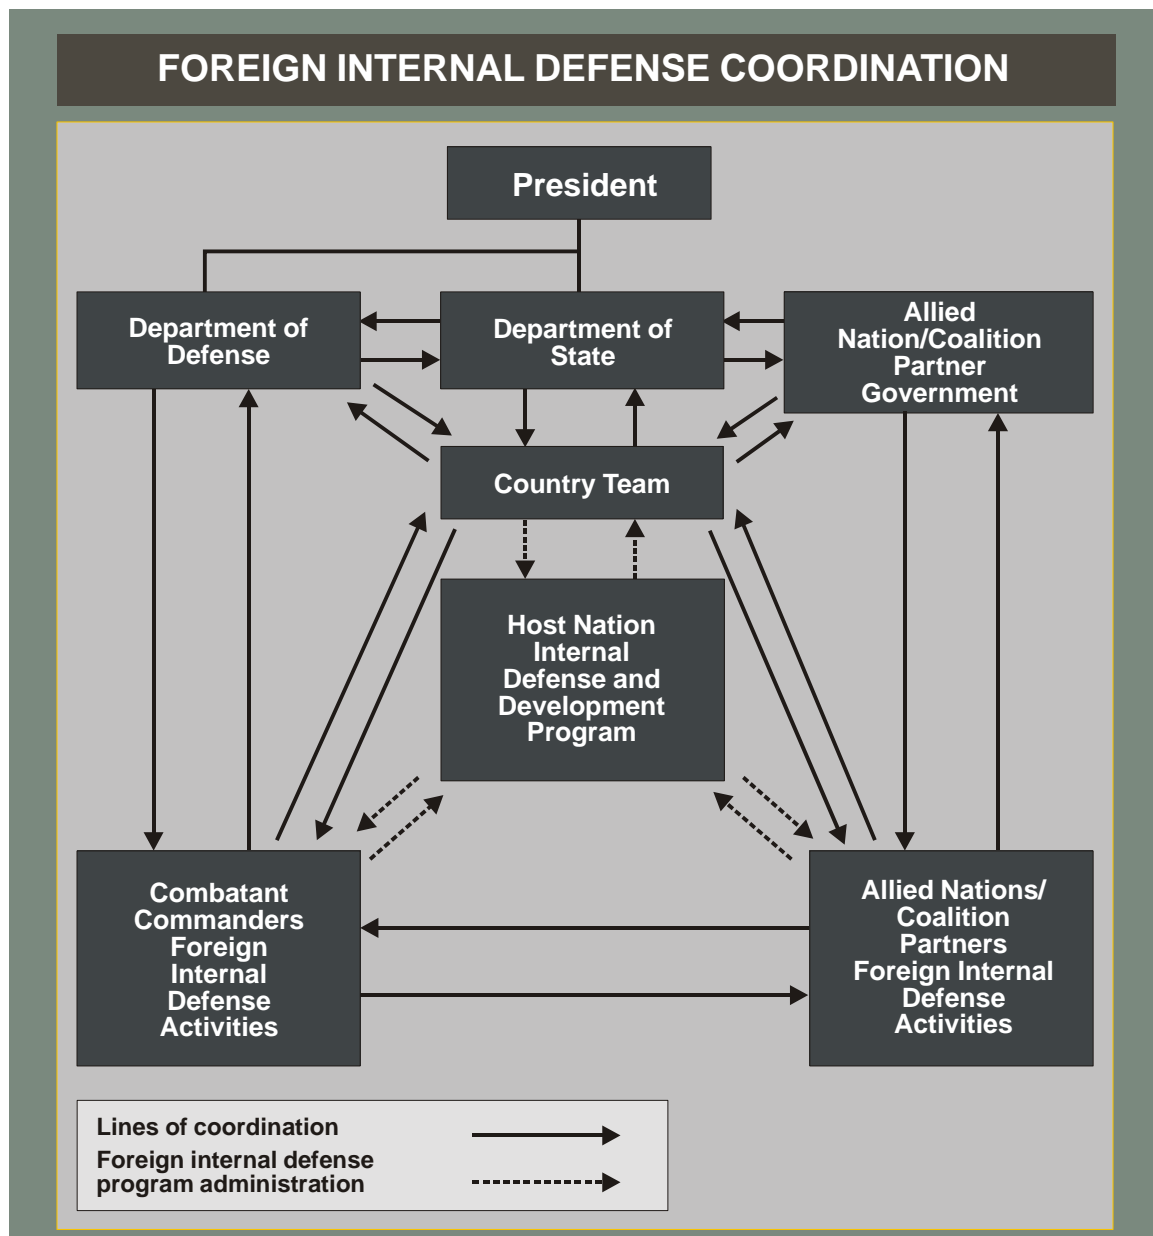 FOREIGN INTERNAL DEFENSE COORDINATION
President
Department of
Defense
Department of
State
Allied
Nation/Coalition
Partner
Government
Country Team
Host Nation
Internal
Defense and
Development
Program
Combatant
Commanders
Foreign
Internal
Defense
Activities
Allied Nations/
Coalition
Partners
Foreign Internal
Defense
Activities
Lines of coordination
Foreign internal defense
program administration